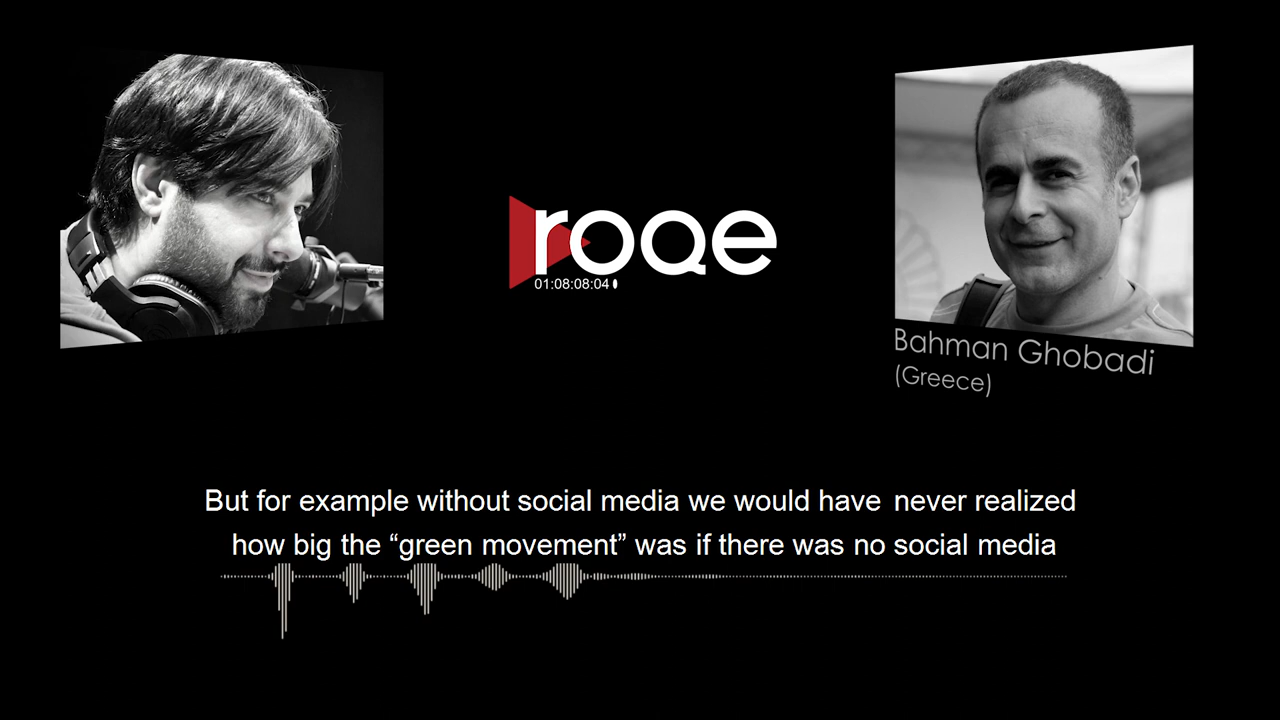 roqe
01:08:08:04
Bahman Ghobadi
(Greece)
But for example without social media we would have never realized
how big the “green movement” was if there was no social media